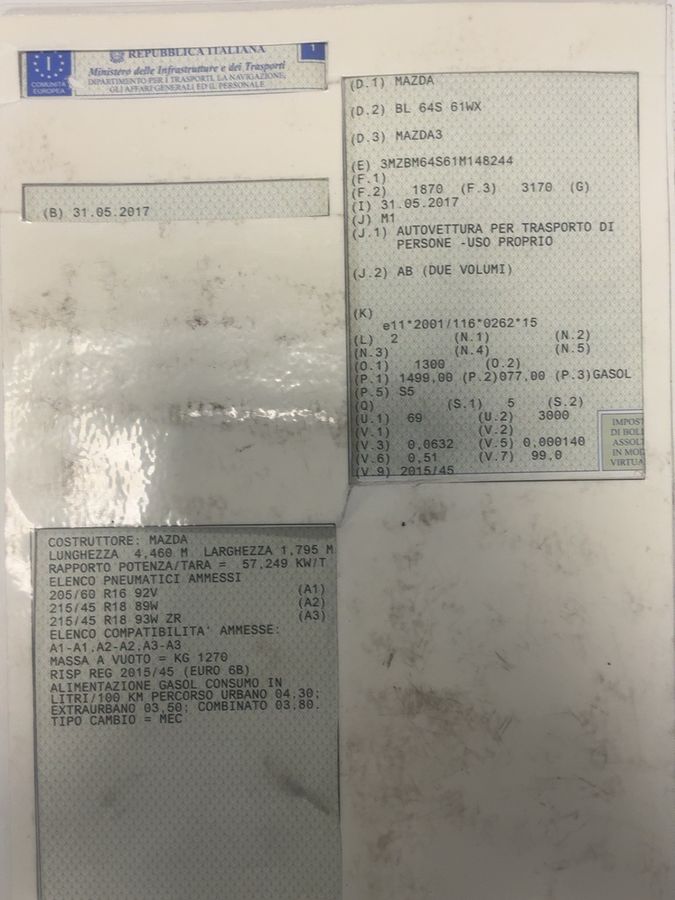 I
COMUNITÀ
EUROPEA
REPUBBLICA ITALIANA
1
Ministero delle Infrastrutture e dei Trasporti
DIPARTIMENTO PER I TRASPORTI, LA NAVIGAZIONE,
GLI AFFARI GENERALI ED IL PERSONALE
(B) 31.05.2017
(D.1) MAZDA
(D.2) BL 64S 61WX
(D.3) MAZDA3
(E) 3MZBM64S61M148244
(F.1)
(F.2) 1870 (F.3) 3170 (G)
(I) 31.05.2017
(J) M1
(J.1) AUTOVETTURA PER TRASPORTO DI
PERSONE -USO PROPRIO
(J.2) AB (DUE VOLUMI)
(K)
e11*2001/116*0262*15
(L) 2 (N.1) (N.2)
(N.3) (N.4) (N.5)
(O.1) 1300 (O.2)
(P.1) 1499,00 (P.2)077,00 (P.3)GASOL
(P.5) S5
(Q) (S.1) 5 (S.2)
(U.1) 69 (U.2) 3000
(V.1) (V.2)
(V.3) 0,0632 (V.5) 0,000140
(V.6) 0,51 (V.7) 99,0
(V.9) 2015/45
IMPOST
DI BOL
ASSOL
IN MOD
VIRTUA
COSTRUTTORE: MAZDA
LUNGHEZZA 4,460 M LARGHEZZA 1,795 M
RAPPORTO POTENZA/TARA = 57,249 KW/T
ELENCO PNEUMATICI AMMESSI
205/60 R16 92V (A1)
215/45 R18 89W (A2)
215/45 R18 93W ZR (A3)
ELENCO COMPATIBILITA' AMMESSE:
A1-A1,A2-A2,A3-A3
MASSA A VUOTO = KG 1270
RISP REG 2015/45 (EURO 6B)
ALIMENTAZIONE GASOL CONSUMO IN
LITRI/100 KM PERCORSO URBANO 04,30;
EXTRAURBANO 03,50; COMBINATO 03,80.
TIPO CAMBIO = MEC